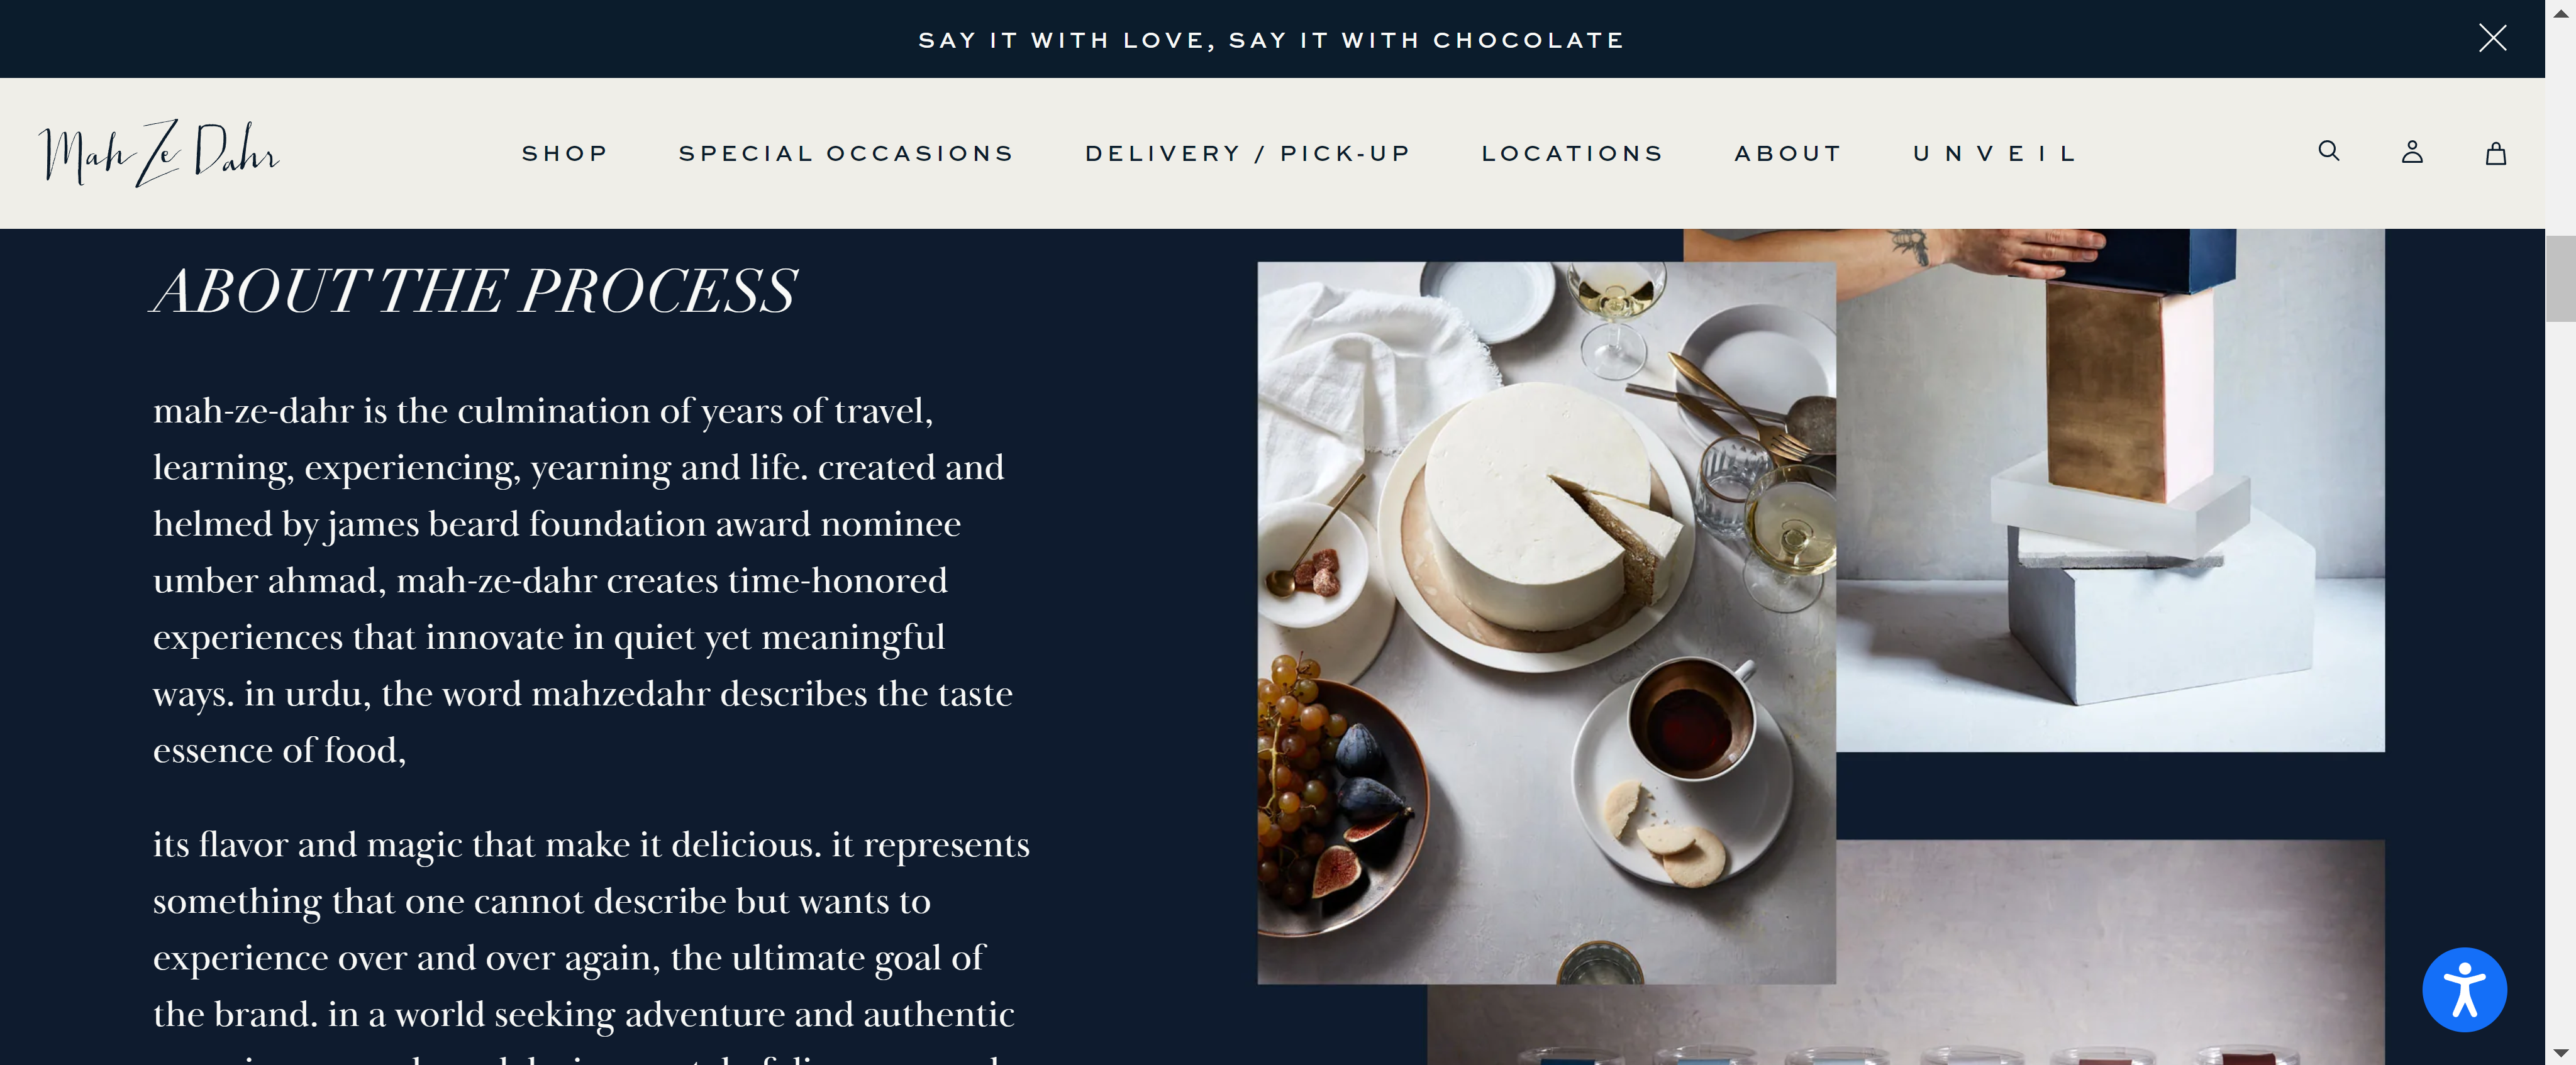 SAY IT WITH LOVE, SAY IT WITH CHOCOLATE
Mah Ze Dahr
SHOP
SPECIAL OCCASIONS
DELIVERY / PICK-UP
LOCATIONS
ABOUT
U N V E I L
ABOUT THE PROCESS
mah-ze-dahr is the culmination of years of travel,
learning, experiencing, yearning and life. created and
helmed by james beard foundation award nominee
umber ahmad, mah-ze-dahr creates time-honored
experiences that innovate in quiet yet meaningful
ways. in urdu, the word mahzedahr describes the taste
essence of food,
its flavor and magic that make it delicious. it represents
something that one cannot describe but wants to
experience over and over again, the ultimate goal of
the brand. in a world seeking adventure and authentic